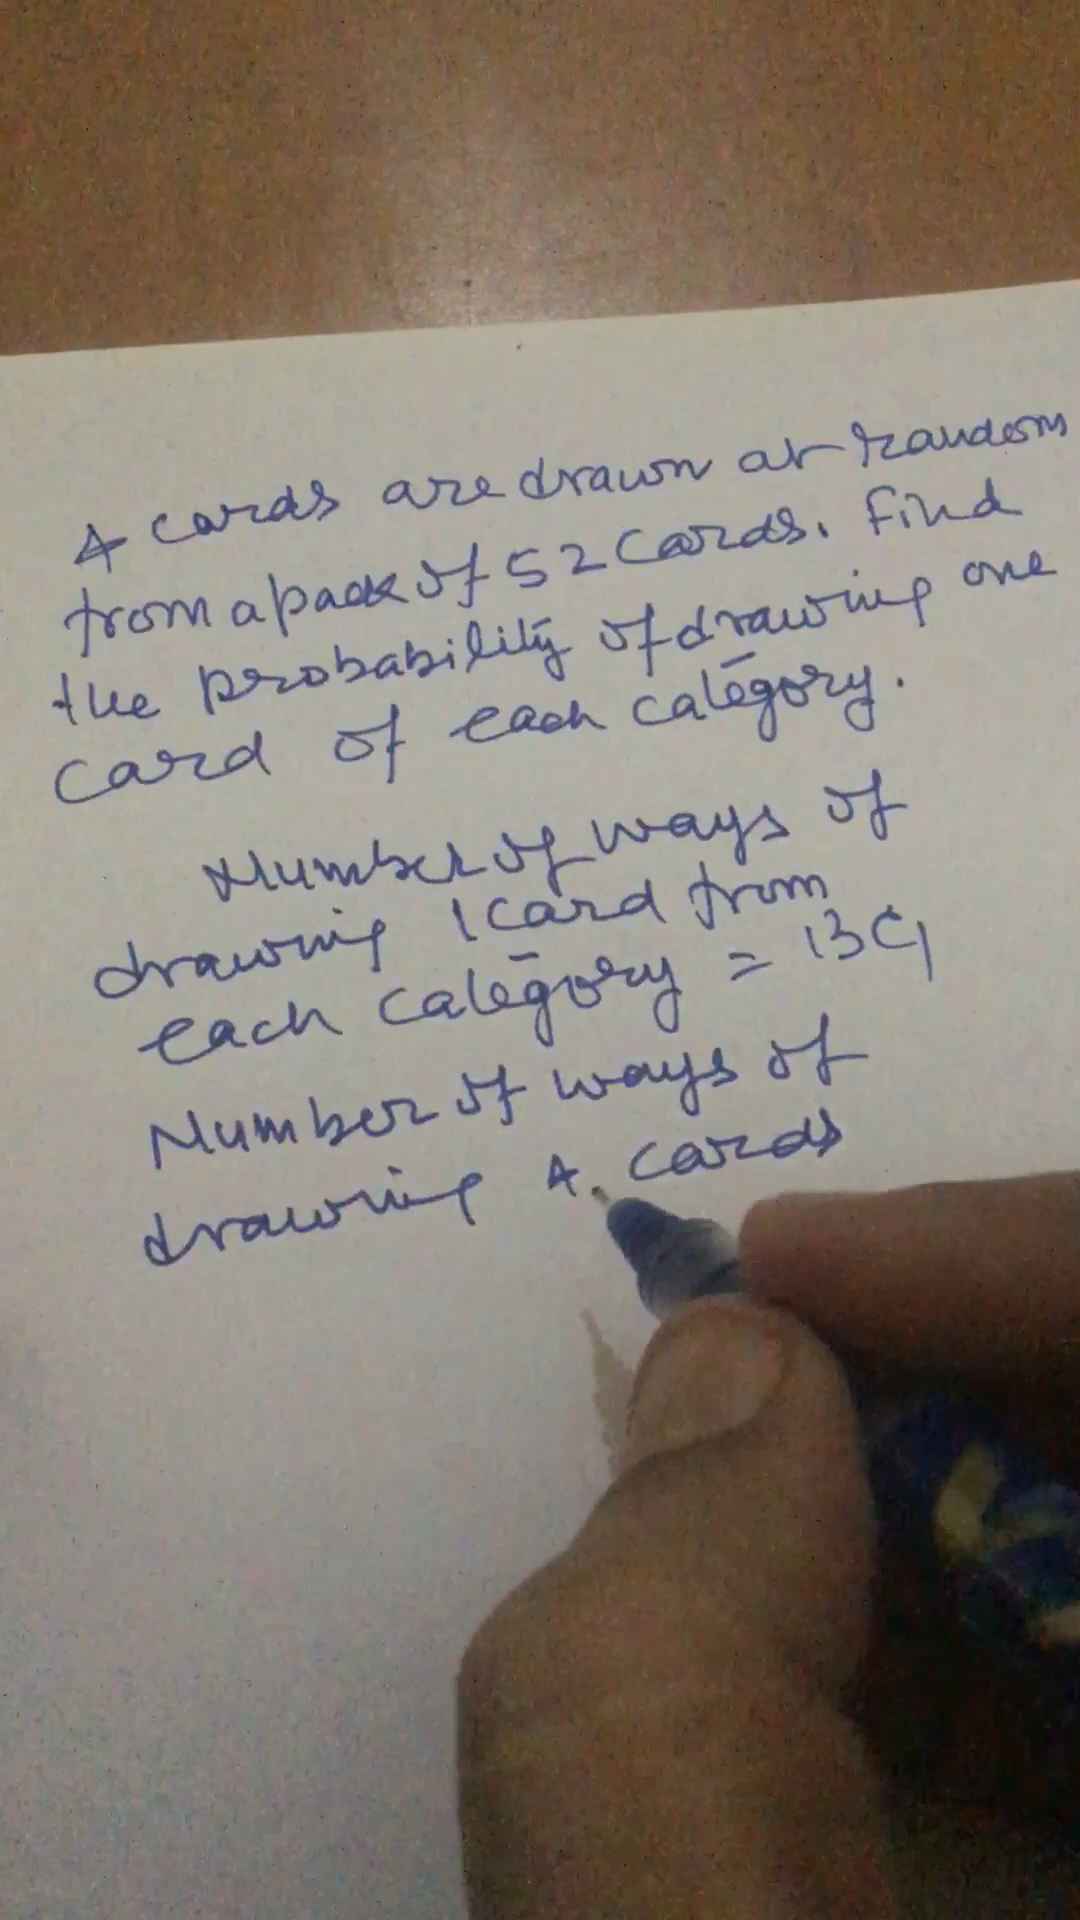 4 cards are drawn at random
from a pack of 52 cards. Find
the probability of drawing one
card of each category.
Number of ways of
drawing 1 card from
each category = 13C1
Number of ways of
drawing 4 cards